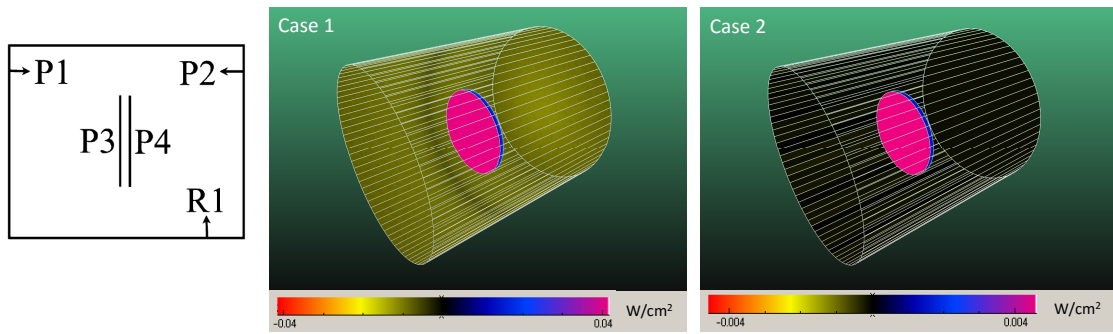 P1
P2
P3
P4
R1
Case 1
-0.04
0.04
W/cm²
Case 2
-0.004
0.004
W/cm²